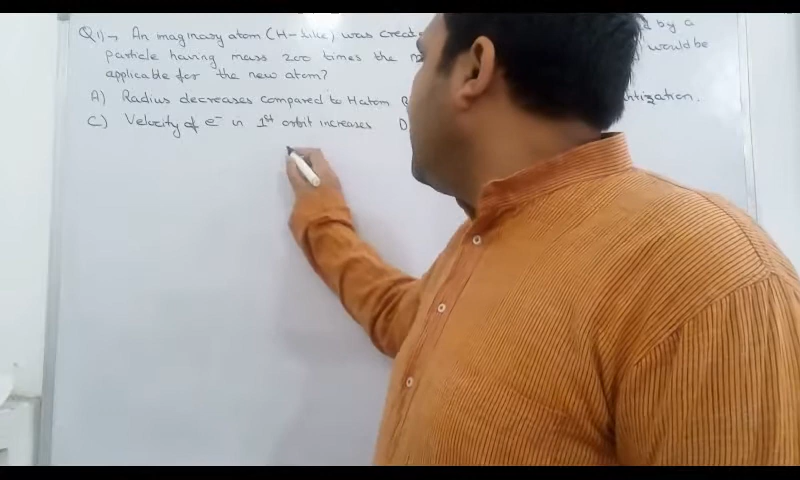 Q1)→ An imaginary atom (H-like) was creat by a
particle having mass 200 times the would be
applicable for the new atom?
A) Radius decreases compared to H atom
C) Velocity of e⁻ in 1st orbit increases D